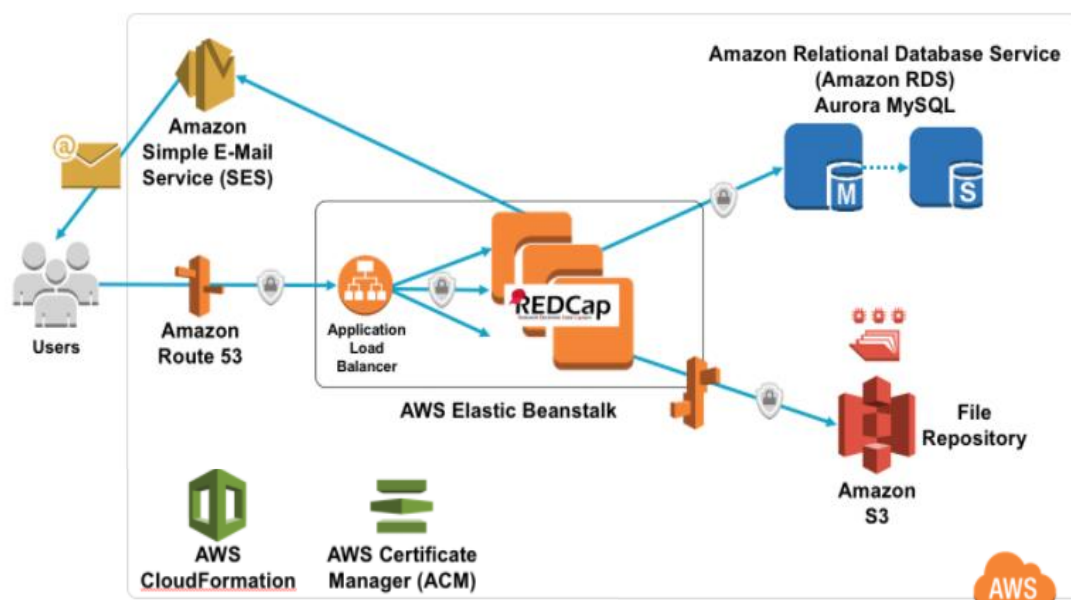 Amazon
Simple E-Mail
Service (SES)
@
Amazon Relational Database Service
(Amazon RDS)
Aurora MySQL
M
S
Users
Amazon
Route 53
Application
Load
Balancer
REDCap
AWS Elastic Beanstalk
File
Repository
Amazon
S3
AWS
CloudFormation
AWS Certificate
Manager (ACM)
AWS